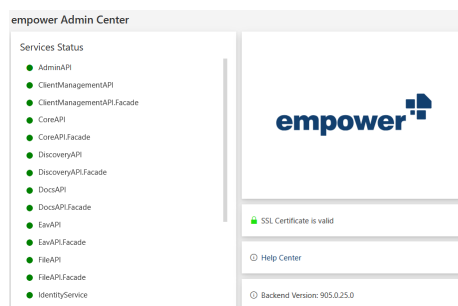 empower Admin Center
Services Status
AdminAPI
ClientManagementAPI
ClientManagementAPI.Facade
CoreAPI
CoreAPI.Facade
DiscoveryAPI
DiscoveryAPI.Facade
DocsAPI
DocsAPI.Facade
EavAPI
EavAPI.Facade
FileAPI
FileAPI.Facade
IdentityService
empower
SSL Certificate is valid
Help Center
Backend Version: 905.0.25.0